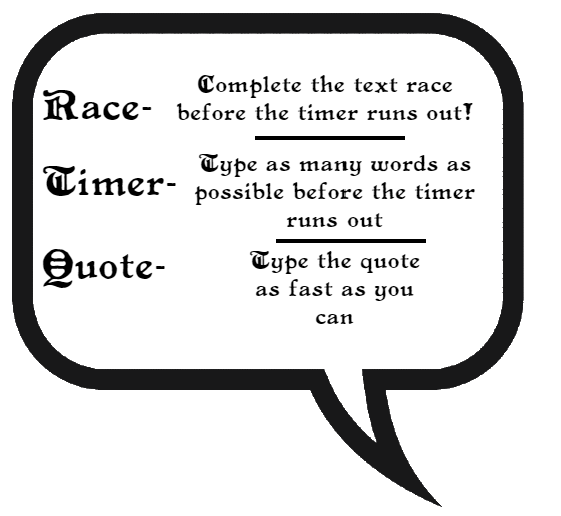 Race-
Complete the text race
before the timer runs out!
Timer-
Type as many words as
possible before the timer
runs out
Quote-
Type the quote
as fast as you
can